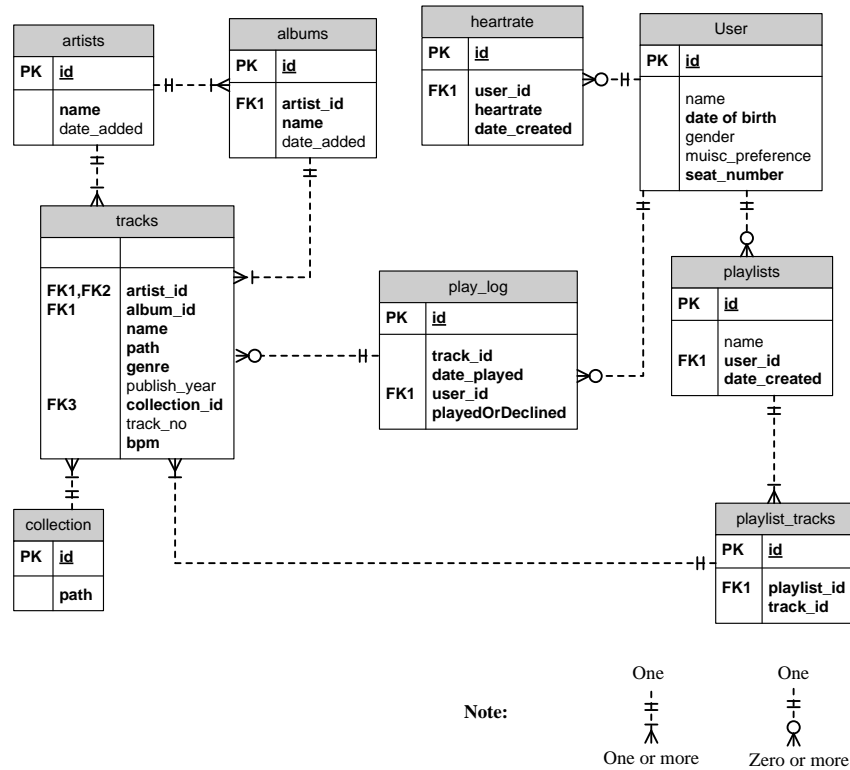 artists
PK id
name
date_added
albums
PK id
FK1 artist_id
name
date_added
heartrate
PK id
FK1 user_id
heartrate
date_created
User
PK id
name
date of birth
gender
muisc_preference
seat_number
tracks
FK1,FK2 artist_id
FK1 album_id
name
path
genre
publish_year
FK3 collection_id
track_no
bpm
play_log
PK id
track_id
date_played
FK1 user_id
playedOrDeclined
playlists
PK id
name
FK1 user_id
date_created
collection
PK id
path
playlist_tracks
PK id
FK1 playlist_id
track_id
Note:
One
One or more
One
Zero or more